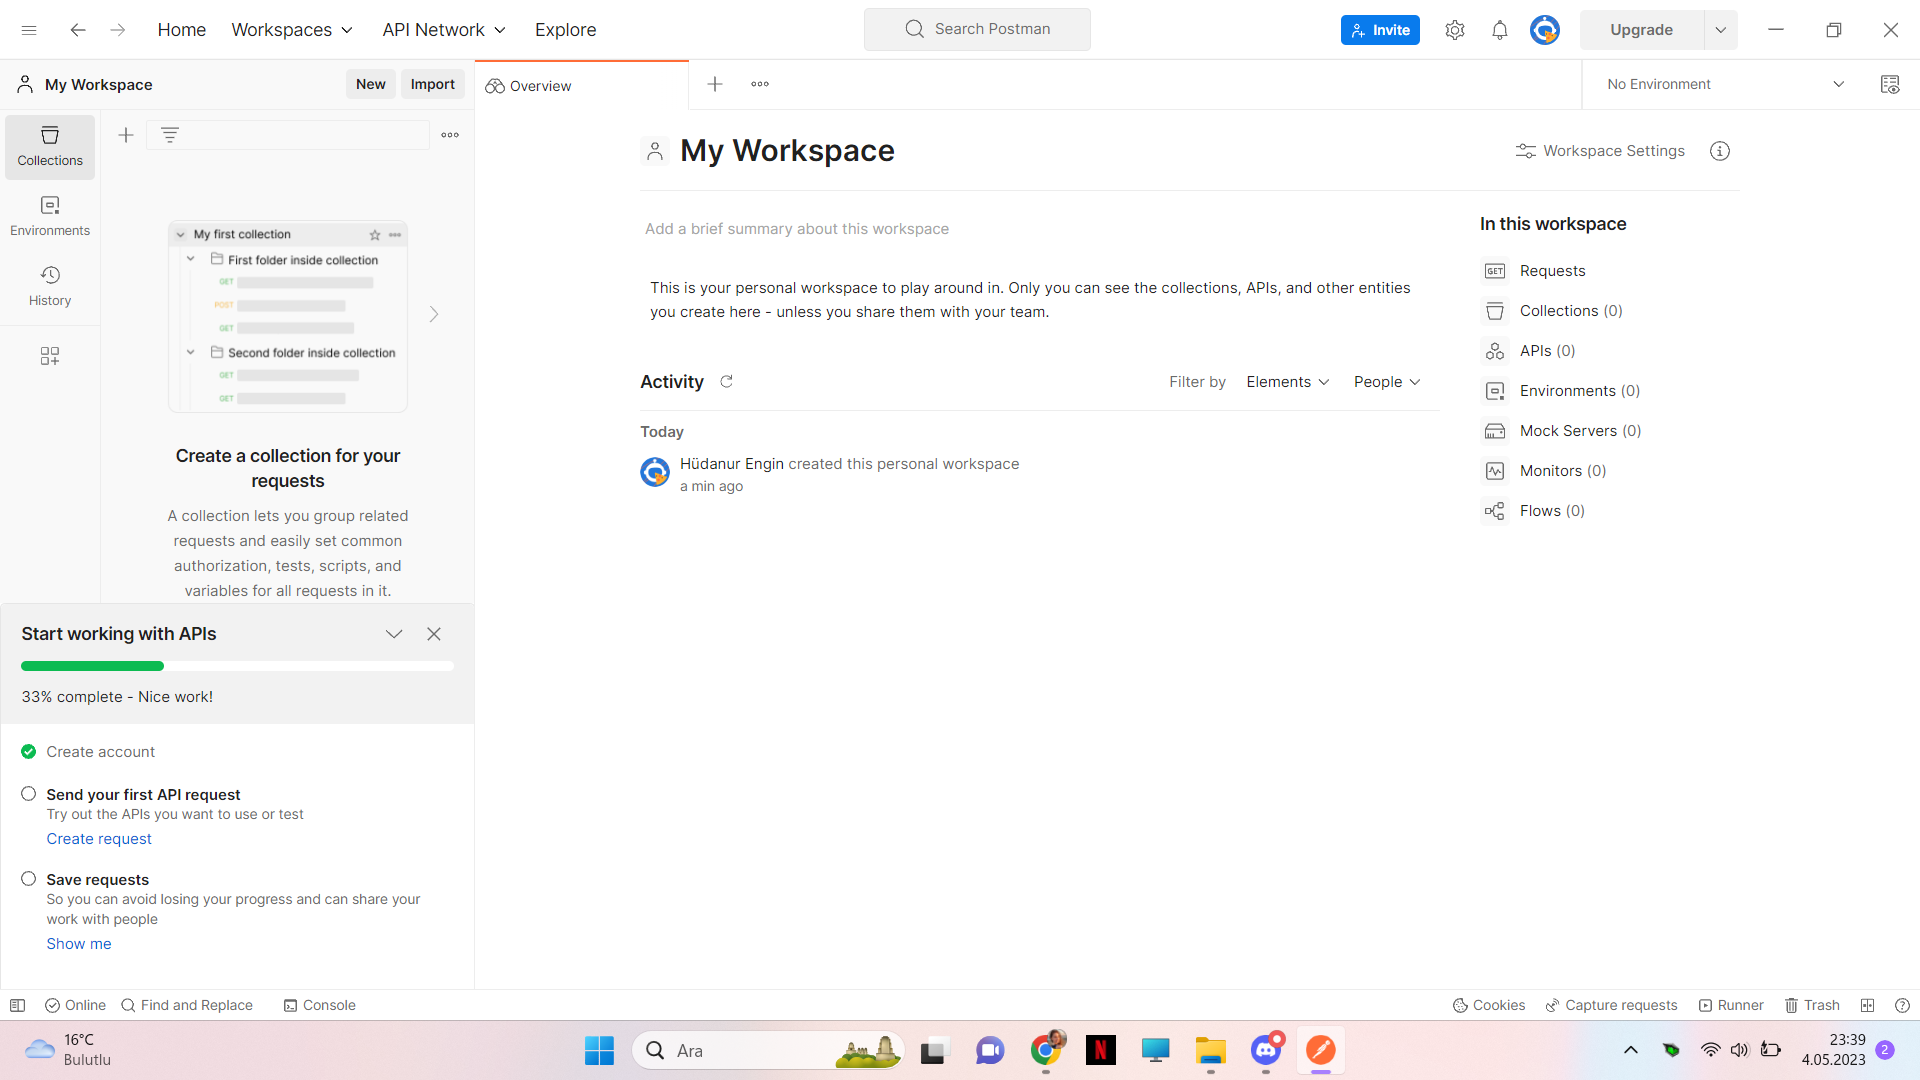 Home
Workspaces
API Network
Explore
Search Postman
Invite
Upgrade
My Workspace
New
Import
Overview
No Environment
Collections
Environments
History
My first collection
First folder inside collection
GET
POST
GET
Second folder inside collection
GET
GET
Create a collection for your
requests
A collection lets you group related
requests and easily set common
authorization, tests, scripts, and
variables for all requests in it.
Start working with APIs
33% complete - Nice work!
Create account
Send your first API request
Try out the APIs you want to use or test
Create request
Save requests
So you can avoid losing your progress and can share your
work with people
Show me
My Workspace
Workspace Settings
Add a brief summary about this workspace
This is your personal workspace to play around in. Only you can see the collections, APIs, and other entities
you create here - unless you share them with your team.
Activity
Filter by
Elements
People
Today
Hüdanur Engin created this personal workspace
a min ago
In this workspace
GET Requests
Collections (0)
APIs (0)
Environments (0)
Mock Servers (0)
Monitors (0)
Flows (0)
Online
Find and Replace
Console
Cookies
Capture requests
Runner
Trash
16°C
Bulutlu
Ara
N
23:39
4.05.2023
2